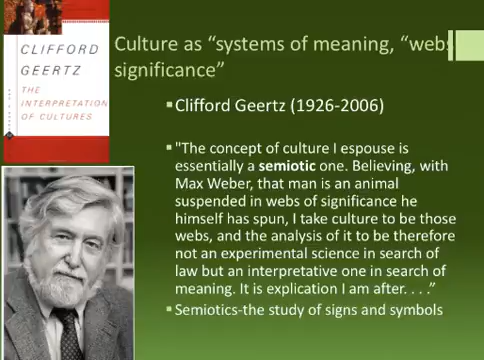 CLIFFORD
GEERTZ
THE
INTERPRETATION
OF CULTURES
Culture as “systems of meaning, “webs
significance”
▪Clifford Geertz (1926-2006)
▪"The concept of culture I espouse is
essentially a semiotic one. Believing, with
Max Weber, that man is an animal
suspended in webs of significance he
himself has spun, I take culture to be those
webs, and the analysis of it to be therefore
not an experimental science in search of
law but an interpretative one in search of
meaning. It is explication I am after. . . .”
▪Semiotics-the study of signs and symbols